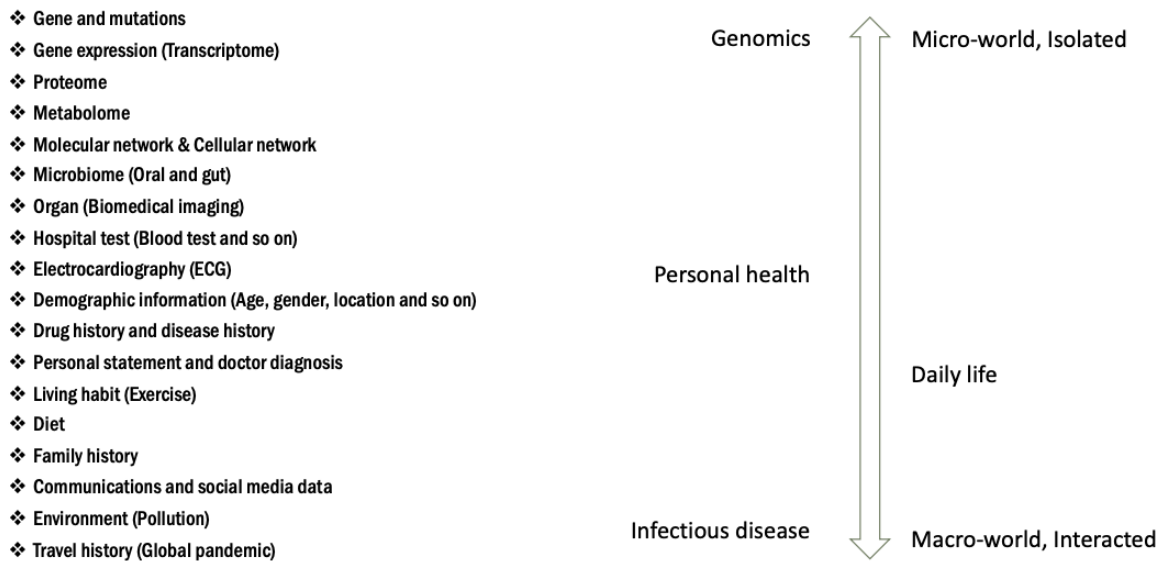 ❖ Gene and mutations
❖ Gene expression (Transcriptome)
❖ Proteome
❖ Metabolome
❖ Molecular network & Cellular network
❖ Microbiome (Oral and gut)
❖ Organ (Biomedical imaging)
❖ Hospital test (Blood test and so on)
❖ Electrocardiography (ECG)
❖ Demographic information (Age, gender, location and so on)
❖ Drug history and disease history
❖ Personal statement and doctor diagnosis
❖ Living habit (Exercise)
❖ Diet
❖ Family history
❖ Communications and social media data
❖ Environment (Pollution)
❖ Travel history (Global pandemic)
Genomics
Personal health
Infectious disease
Micro-world, Isolated
Daily life
Macro-world, Interacted